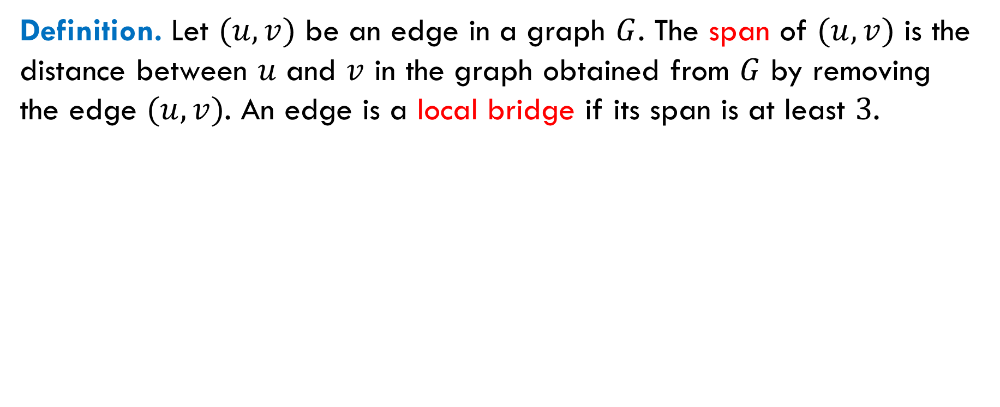 Definition. Let (𝑢, 𝑣) be an edge in a graph 𝐺. The span of (𝑢, 𝑣) is the
distance between 𝑢 and 𝑣 in the graph obtained from 𝐺 by removing
the edge (𝑢, 𝑣). An edge is a local bridge if its span is at least 3.